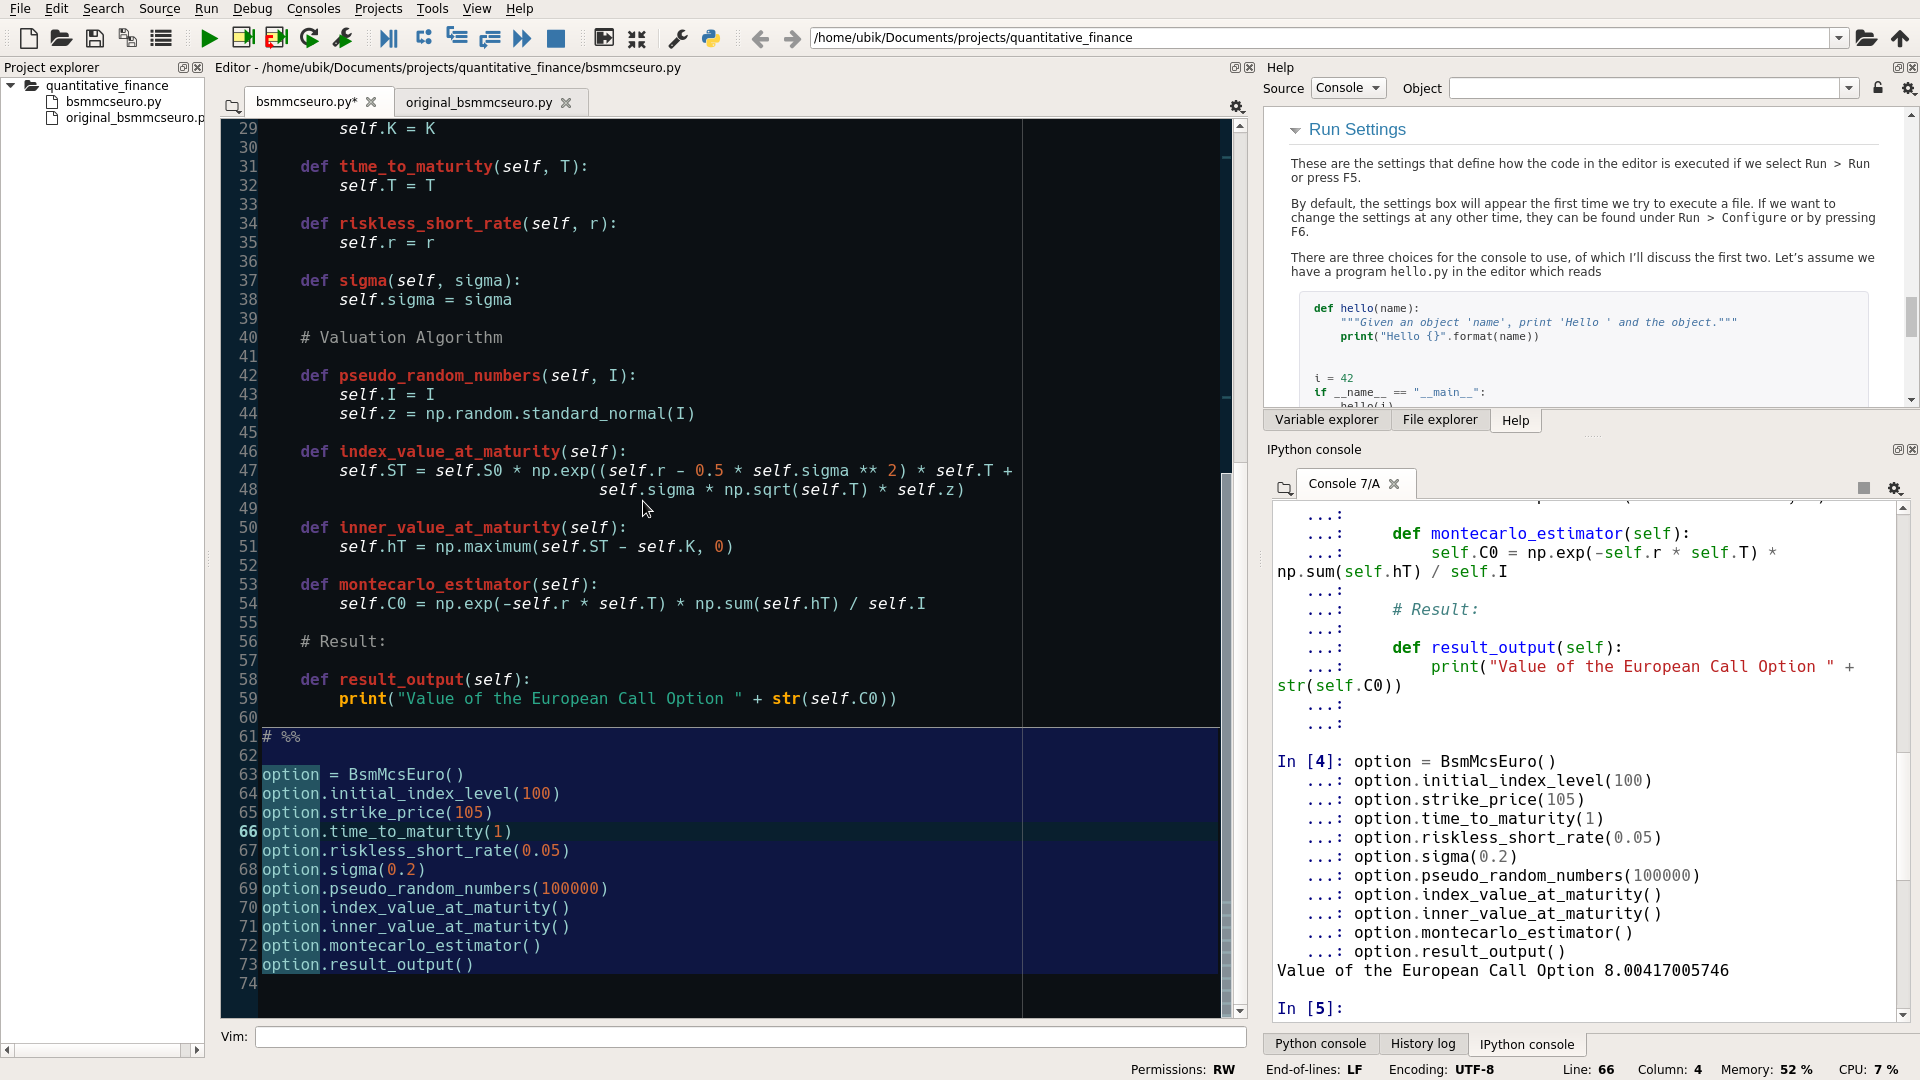 File Edit Search Source Run Debug Consoles Projects Tools View Help
/home/ubik/Documents/projects/quantitative_finance
Project explorer
quantitative_finance
bsmmcseuro.py
original_bsmmcseuro.p
Editor - /home/ubik/Documents/projects/quantitative_finance/bsmmcseuro.py
bsmmcseuro.py* original_bsmmcseuro.py
29         self.K = K
30
31     def time_to_maturity(self, T):
32         self.T = T
33
34     def riskless_short_rate(self, r):
35         self.r = r
36
37     def sigma(self, sigma):
38         self.sigma = sigma
39
40     # Valuation Algorithm
41
42     def pseudo_random_numbers(self, I):
43         self.I = I
44         self.z = np.random.standard_normal(I)
45
46     def index_value_at_maturity(self):
47         self.ST = self.S0 * np.exp((self.r - 0.5 * self.sigma ** 2) * self.T +
48                                    self.sigma * np.sqrt(self.T) * self.z)
49
50     def inner_value_at_maturity(self):
51         self.hT = np.maximum(self.ST - self.K, 0)
52
53     def montecarlo_estimator(self):
54         self.C0 = np.exp(-self.r * self.T) * np.sum(self.hT) / self.I
55
56     # Result:
57
58     def result_output(self):
59         print("Value of the European Call Option " + str(self.C0))
60
61 # %%
62
63 option = BsmMcsEuro()
64 option.initial_index_level(100)
65 option.strike_price(105)
66 option.time_to_maturity(1)
67 option.riskless_short_rate(0.05)
68 option.sigma(0.2)
69 option.pseudo_random_numbers(100000)
70 option.index_value_at_maturity()
71 option.inner_value_at_maturity()
72 option.montecarlo_estimator()
73 option.result_output()
74
Vim:
Help
Source Console Object
Run Settings
These are the settings that define how the code in the editor is executed if we select Run > Run
or press F5.
By default, the settings box will appear the first time we try to execute a file. If we want to
change the settings at any other time, they can be found under Run > Configure or by pressing
F6.
There are three choices for the console to use, of which I'll discuss the first two. Let's assume we
have a program hello.py in the editor which reads
def hello(name):
    """Given an object 'name', print 'Hello ' and the object."""
    print("Hello {}".format(name))
i = 42
if __name__ == "__main__":
    hello(i)
Variable explorer File explorer Help
IPython console
Console 7/A
...:
...:     def montecarlo_estimator(self):
...:         self.C0 = np.exp(-self.r * self.T) *
np.sum(self.hT) / self.I
...:
...:     # Result:
...:
...:     def result_output(self):
...:         print("Value of the European Call Option " +
str(self.C0))
...:
...:
In [4]: option = BsmMcsEuro()
...: option.initial_index_level(100)
...: option.strike_price(105)
...: option.time_to_maturity(1)
...: option.riskless_short_rate(0.05)
...: option.sigma(0.2)
...: option.pseudo_random_numbers(100000)
...: option.index_value_at_maturity()
...: option.inner_value_at_maturity()
...: option.montecarlo_estimator()
...: option.result_output()
Value of the European Call Option 8.00417005746
In [5]:
Python console History log IPython console
Permissions: RW End-of-lines: LF Encoding: UTF-8 Line: 66 Column: 4 Memory: 52 % CPU: 7 %